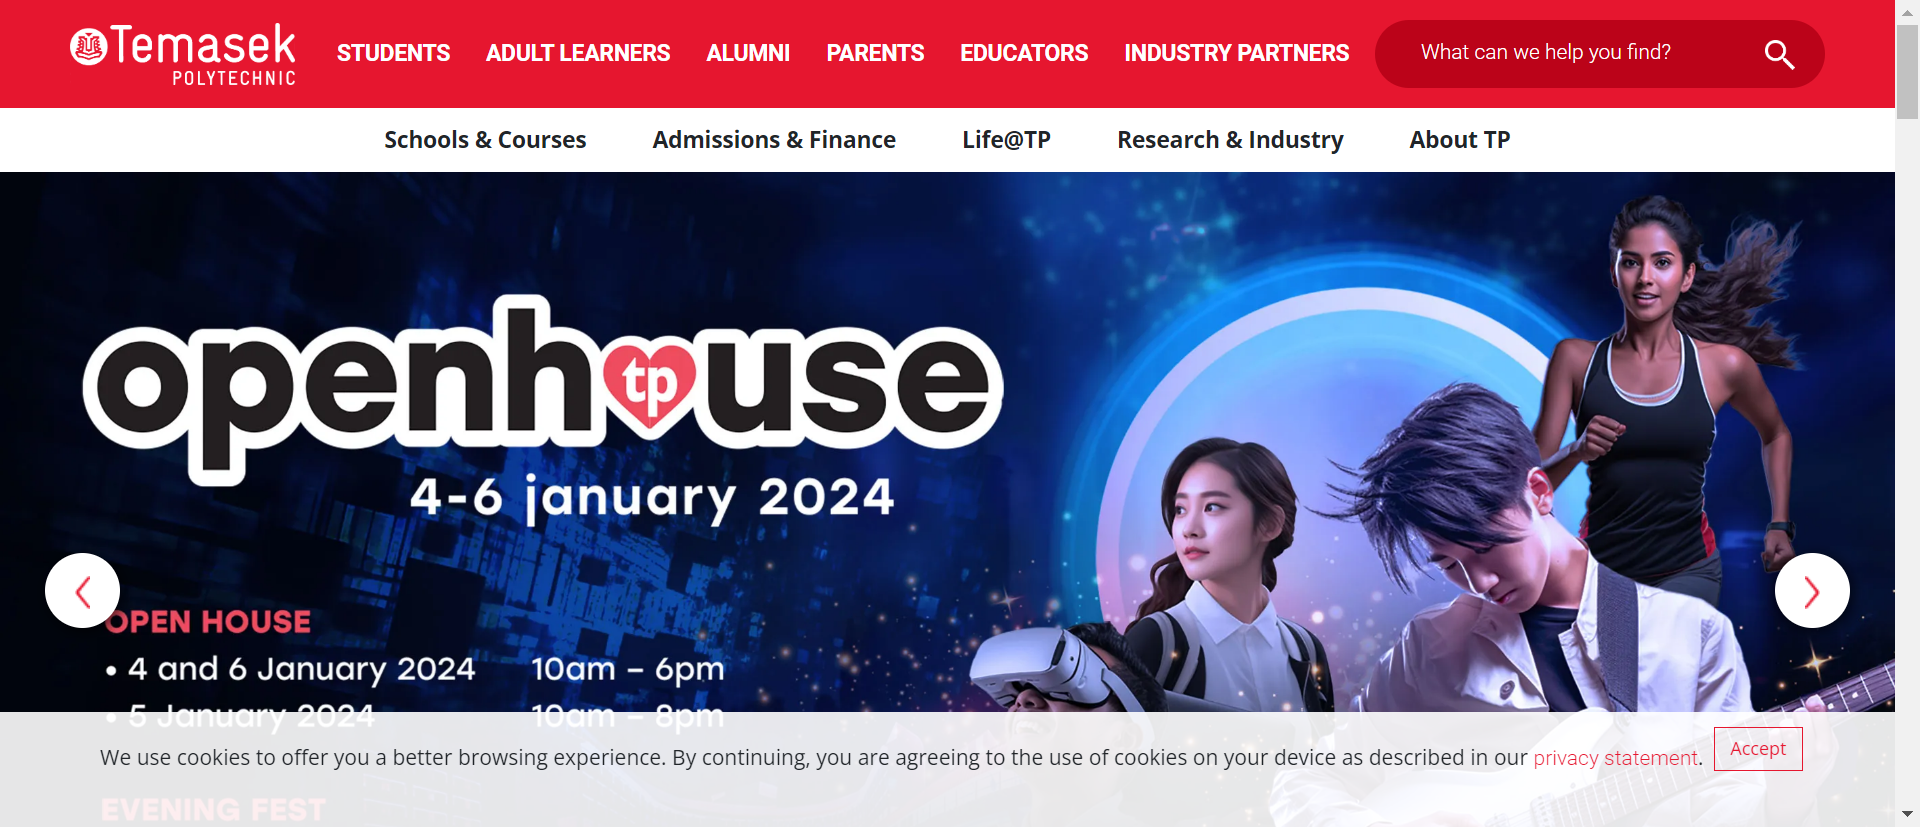 Temasek
POLYTECHNIC
STUDENTS ADULT LEARNERS ALUMNI PARENTS EDUCATORS INDUSTRY PARTNERS
What can we help you find?
Schools & Courses Admissions & Finance Life@TP Research & Industry About TP
openhtpuse
4-6 january 2024
OPEN HOUSE
• 4 and 6 January 2024 10am – 6pm
• 5 January 2024 10am – 8pm
We use cookies to offer you a better browsing experience. By continuing, you are agreeing to the use of cookies on your device as described in our privacy statement. Accept
EVENING FEST